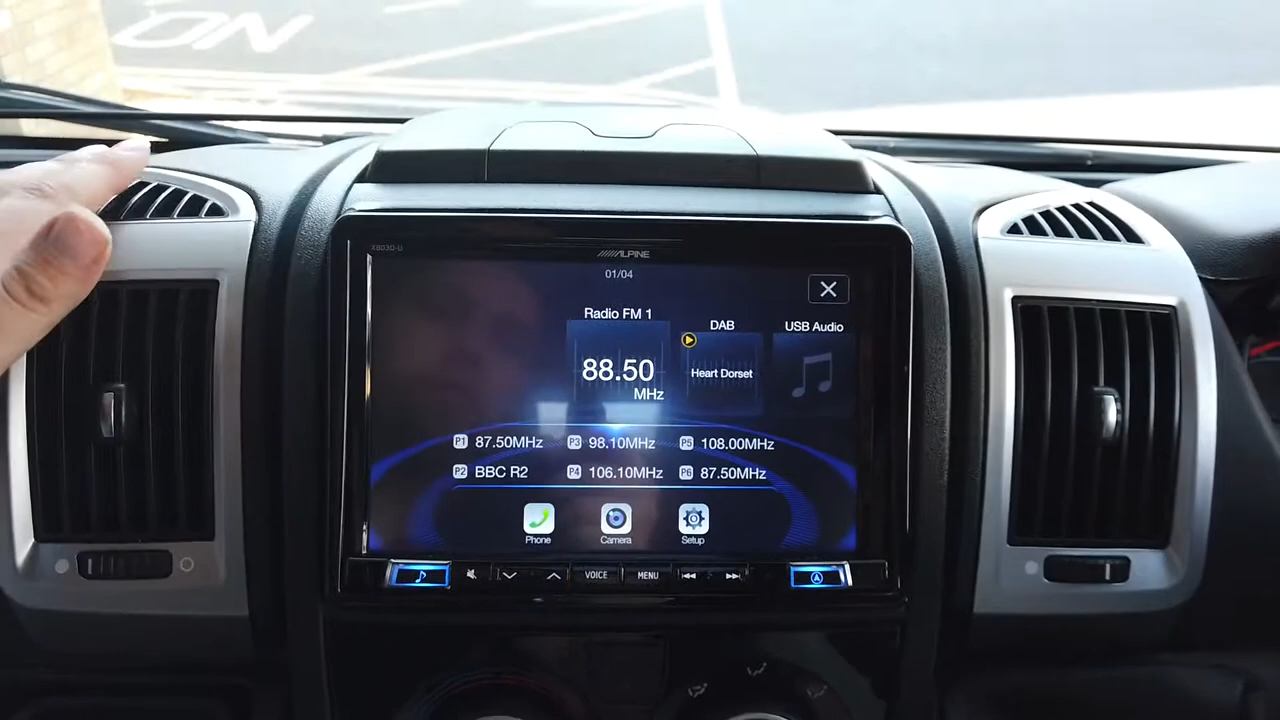 ON
X803D-U
ALPINE
01/04
Radio FM 1
DAB
USB Audio
88.50
MHz
Heart Dorset
P1 87.50MHz
P3 98.10MHz
P5 108.00MHz
P2 BBC R2
P4 106.10MHz
P6 87.50MHz
Phone
Camera
Setup
VOICE
MENU